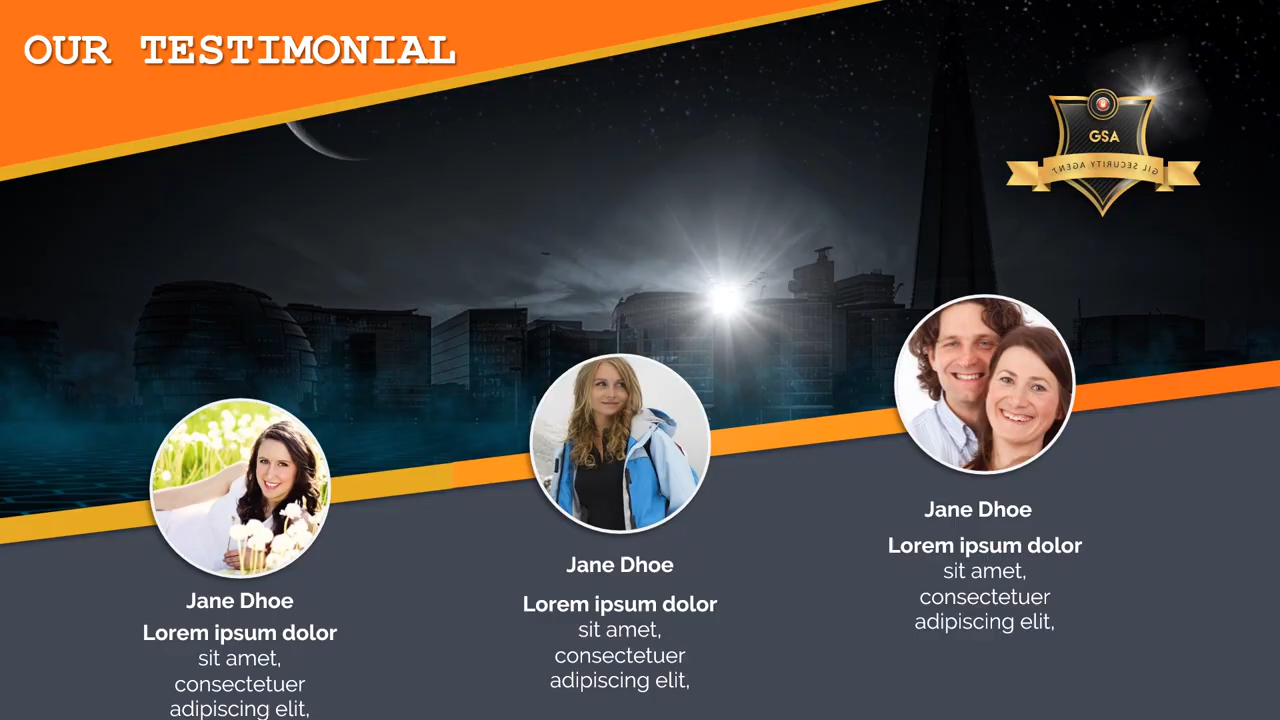 OUR TESTIMONIAL
GSA
GIL SECURITY AGENT
Jane Dhoe
Lorem ipsum dolor
sit amet,
consectetuer
adipiscing elit,
Jane Dhoe
Lorem ipsum dolor
sit amet,
consectetuer
adipiscing elit,
Jane Dhoe
Lorem ipsum dolor
sit amet,
consectetuer
adipiscing elit,